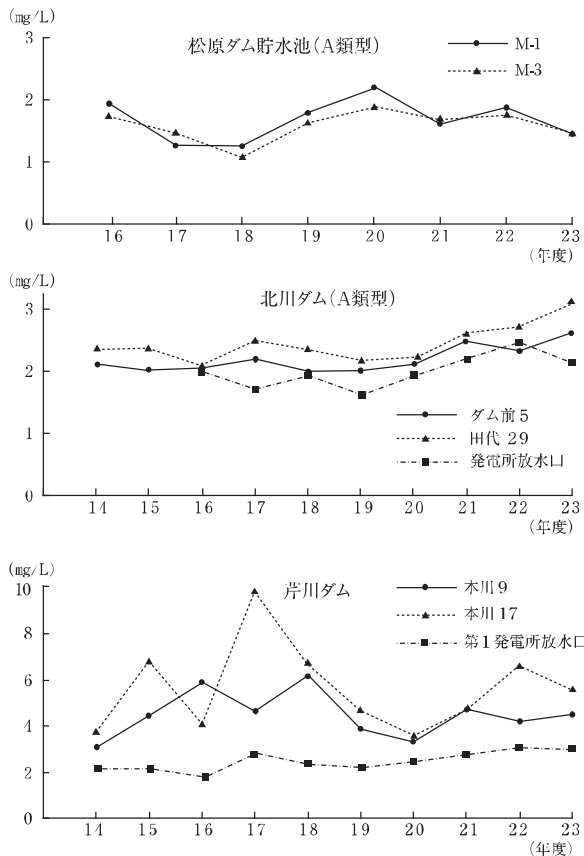 (mg/L)
3
2
1
0
松原ダム貯水池(A類型)
M-1
M-3
16 17 18 19 20 21 22 23
(年度)
(mg/L)
3
2
1
0
北川ダム(A類型)
ダム前 5
田代 29
発電所放水口
14 15 16 17 18 19 20 21 22 23
(年度)
(mg/L)
10
8
6
4
2
0
芹川ダム
本川 9
本川 17
第1発電所放水口
14 15 16 17 18 19 20 21 22 23
(年度)